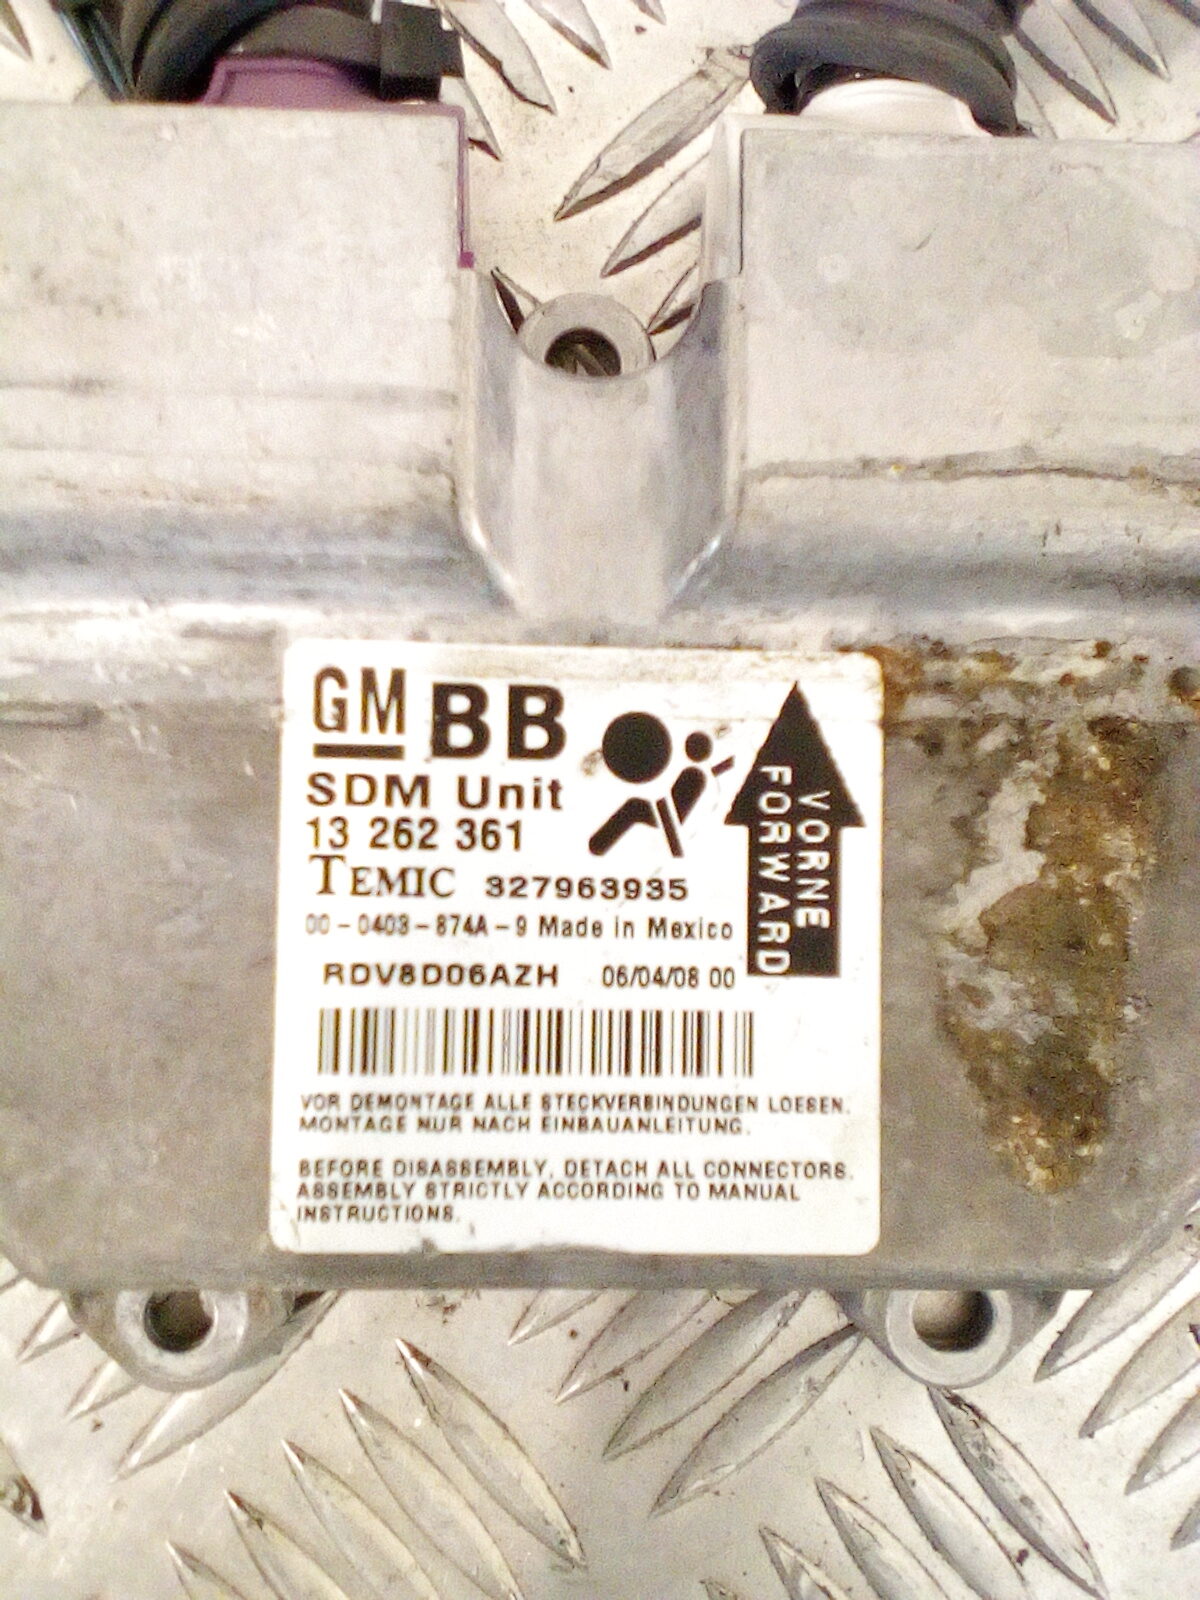 GM BB
SDM Unit
13 262 361
TEMIC 327963935
00-0403-874A-9 Made in Mexico
RDV8D06AZH 06/04/08 00
VORNE
FORWARD
VOR DEMONTAGE ALLE STECKVERBINDUNGEN LOESEN.
MONTAGE NUR NACH EINBAUANLEITUNG.
BEFORE DISASSEMBLY, DETACH ALL CONNECTORS.
ASSEMBLY STRICTLY ACCORDING TO MANUAL
INSTRUCTIONS.